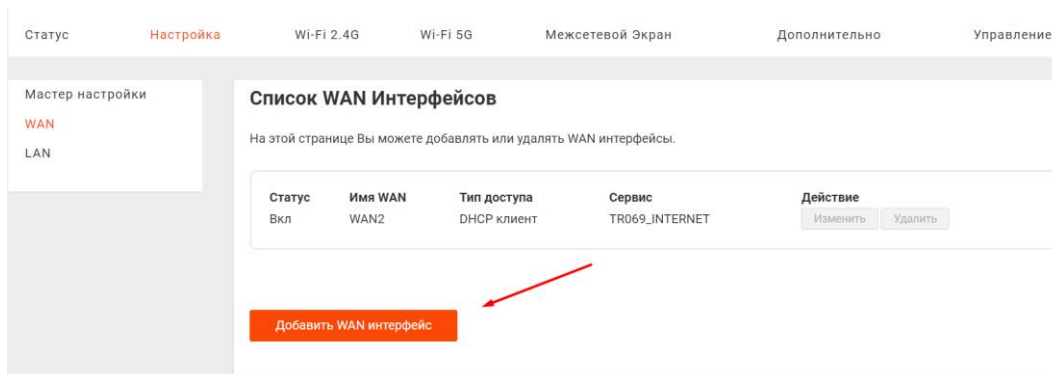 Статус Настройка Wi-Fi 2.4G Wi-Fi 5G Межсетевой Экран Дополнительно Управление
Мастер настройки
WAN
LAN
Список WAN Интерфейсов
На этой странице Вы можете добавлять или удалять WAN интерфейсы.
Статус Имя WAN Тип доступа Сервис Действие
Вкл WAN2 DHCP клиент TR069_INTERNET Изменить Удалить
Добавить WAN интерфейс